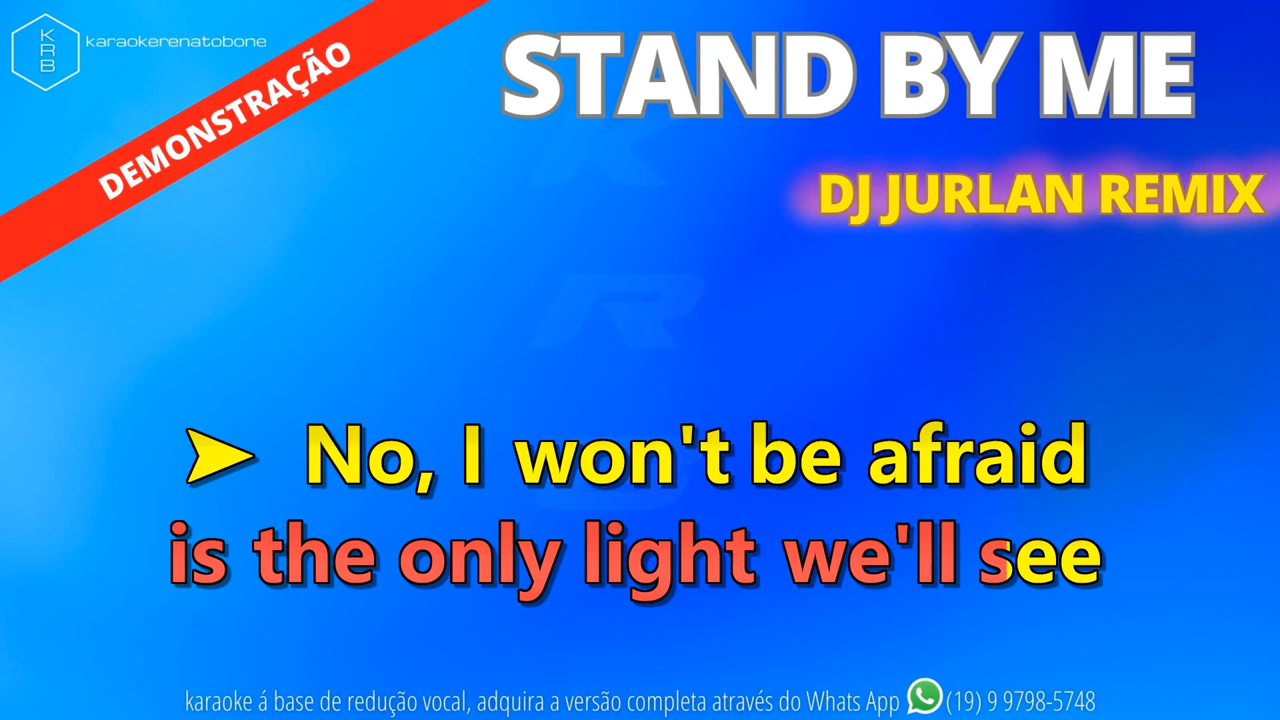 KRB
karaokerenatobone
DEMONSTRAÇÃO
STAND BY ME
DJ JURLAN REMIX
K
R
➤ No, I won't be afraid
is the only light we'll see
karaoke á base de redução vocal, adquira a versão completa através do Whats App (19) 9 9798-5748